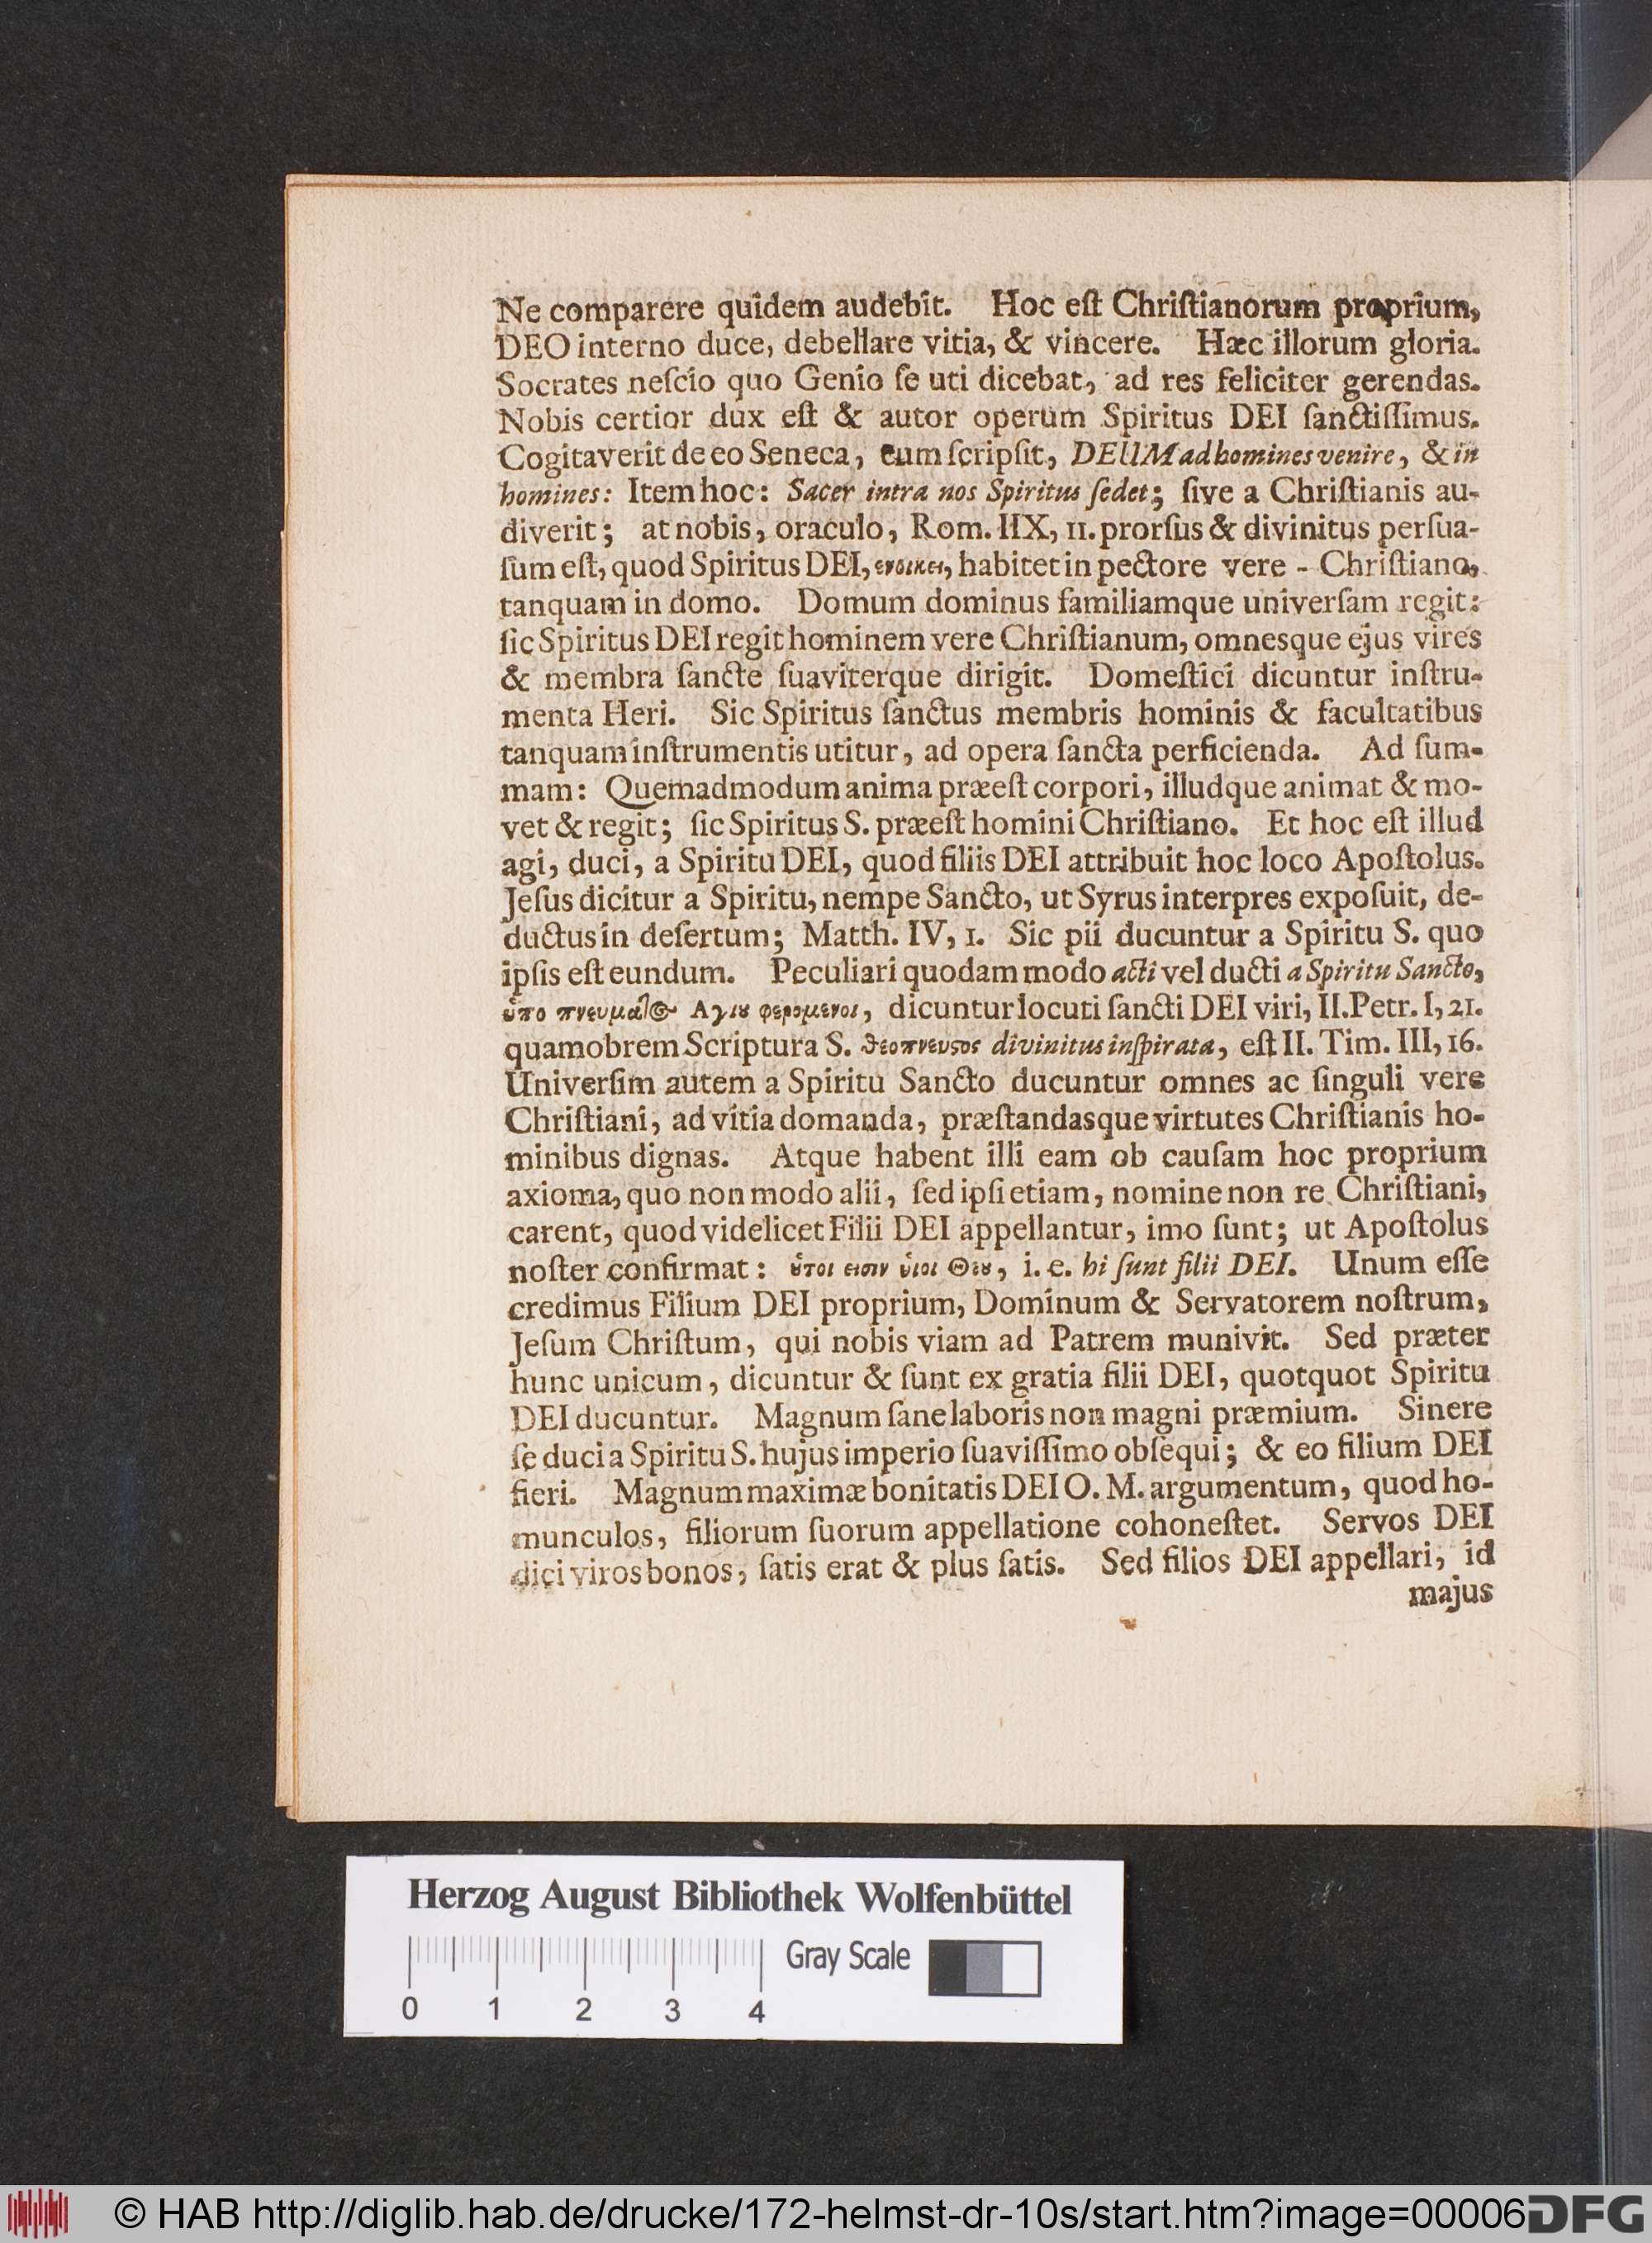 Ne comparere quidem audebit. Hoc eſt Chriſtianorum proprium,
DEO interno duce, debellare vitia, & vincere. Hæc illorum gloria.
Socrates neſcio quo Genio ſe uti dicebat, ad res feliciter gerendas.
Nobis certior dux eſt & autor operum Spiritus DEI ſanctiſſimus.
Cogitaverit de eo Seneca, cum ſcripſit, DEUM ad homines venire, & in
homines: Item hoc: Sacer intra nos Spiritus ſedet; ſive a Chriſtianis au-
diverit; at nobis, oraculo, Rom. IIX, 11. prorſus & divinitus perſua-
ſum eſt, quod Spiritus DEI, ενοικει, habitet in pectore vere - Chriſtiano,
tanquam in domo. Domum dominus familiamque univerſam regit:
ſic Spiritus DEI regit hominem vere Chriſtianum, omnesque ejus vires
& membra ſancte ſuaviterque dirigit. Domeſtici dicuntur inſtru-
menta Heri. Sic Spiritus ſanctus membris hominis & facultatibus
tanquam inſtrumentis utitur, ad opera ſancta perficienda. Ad ſum-
mam: Quemadmodum anima præeſt corpori, illudque animat & mo-
vet & regit; ſic Spiritus S. præeſt homini Chriſtiano. Et hoc eſt illud
agi, duci, a Spiritu DEI, quod filiis DEI attribuit hoc loco Apoſtolus.
Jeſus dicitur a Spiritu, nempe Sancto, ut Syrus interpres expoſuit, de-
ductus in deſertum; Matth. IV, 1. Sic pii ducuntur a Spiritu S. quo
ipſis eſt eundum. Peculiari quodam modo acti vel ducti a Spiritu Sancto,
ὑπο πνευμαῖος Αγιȣ φερομενοι, dicuntur locuti ſancti DEI viri, II. Petr. I, 21.
quamobrem Scriptura S. θεοπνευϛος divinitus inſpirata, eſt II. Tim. III, 16.
Univerſim autem a Spiritu Sancto ducuntur omnes ac ſinguli vere
Chriſtiani, ad vitia domanda, præſtandasque virtutes Chriſtianis ho-
minibus dignas. Atque habent illi eam ob cauſam hoc proprium
axioma, quo non modo alii, ſed ipſi etiam, nomine non re Chriſtiani,
carent, quod videlicet Filii DEI appellantur, imo ſunt; ut Apoſtolus
noſter confirmat: ȣ̔τοι εισιν ὑιοι Θεȣ, i. e. hi ſunt filii DEI. Unum eſſe
credimus Filium DEI proprium, Dominum & Servatorem noſtrum,
Jeſum Chriſtum, qui nobis viam ad Patrem munivit. Sed præter
hunc unicum, dicuntur & ſunt ex gratia filii DEI, quotquot Spiritu
DEI ducuntur. Magnum ſane laboris non magni præmium. Sinere
ſe duci a Spiritu S. hujus imperio ſuaviſſimo obſequi; & eo filium DEI
fieri. Magnum maximæ bonitatis DEI O. M. argumentum, quod ho-
munculos, filiorum ſuorum appellatione cohoneſtet. Servos DEI
dici viros bonos, ſatis erat & plus ſatis. Sed filios DEI appellari, id
majus
Herzog August Bibliothek Wolfenbüttel
Gray Scale
0 1 2 3 4
© HAB http://diglib.hab.de/drucke/172-helmst-dr-10s/start.htm?image=00006
DFG